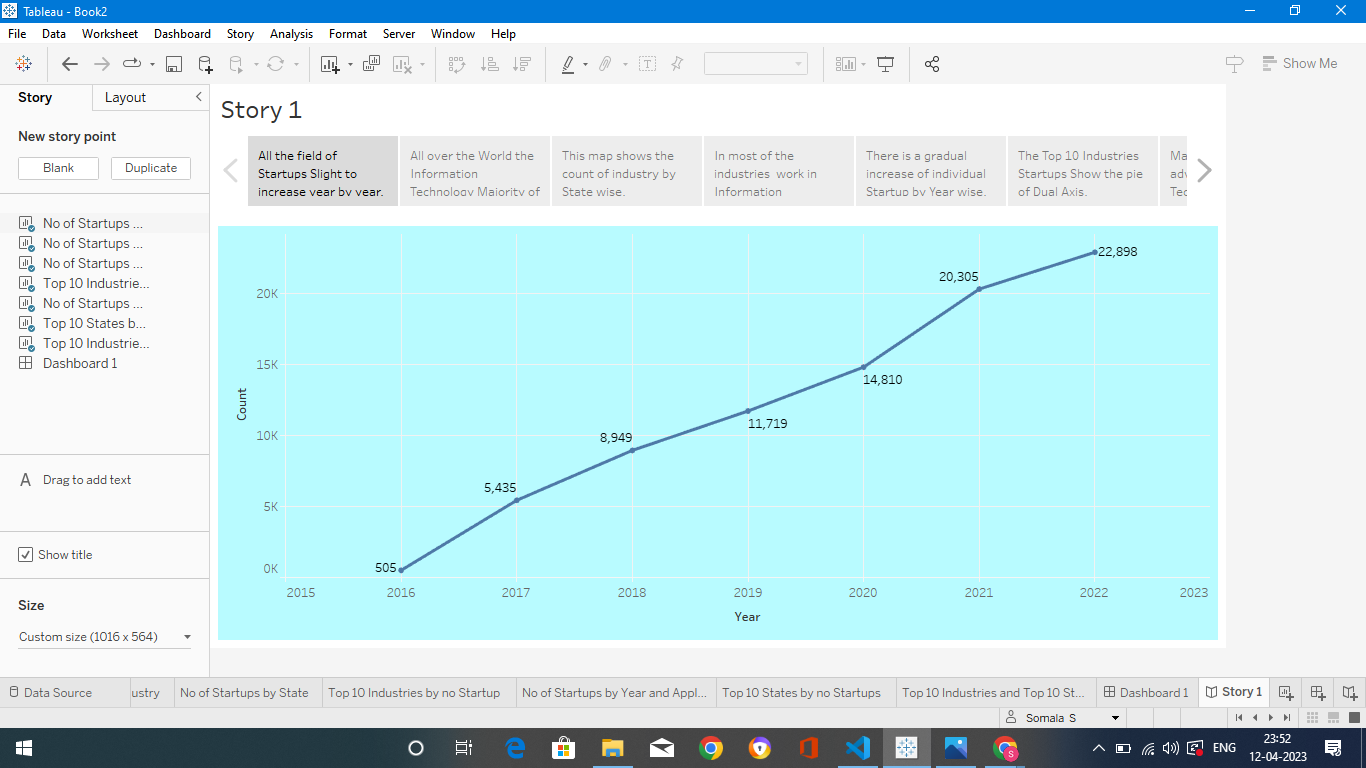 Tableau - Book2
File Data Worksheet Dashboard Story Analysis Format Server Window Help
Show Me
Story Layout
New story point
Blank Duplicate
No of Startups ...
No of Startups ...
No of Startups ...
Top 10 Industrie...
No of Startups ...
Top 10 States b...
Top 10 Industrie...
Dashboard 1
A Drag to add text
Show title
Size
Custom size (1016 x 564)
Story 1
All the field of
Startups Slight to
increase year by year.
All over the World the
Information
Technology Majority of
This map shows the
count of industry by
State wise.
In most of the
industries work in
Information
There is a gradual
increase of individual
Startup by Year wise.
The Top 10 Industries
Startups Show the pie
of Dual Axis.
Ma
adv
Tec
Count
20K
15K
10K
5K
0K
505
5,435
8,949
11,719
14,810
20,305
22,898
2015 2016 2017 2018 2019 2020 2021 2022 2023
Year
Data Source ustry No of Startups by State Top 10 Industries by no Startup No of Startups by Year and Appl... Top 10 States by no Startups Top 10 Industries and Top 10 St... Dashboard 1 Story 1
Somala S
ENG
23:52
12-04-2023